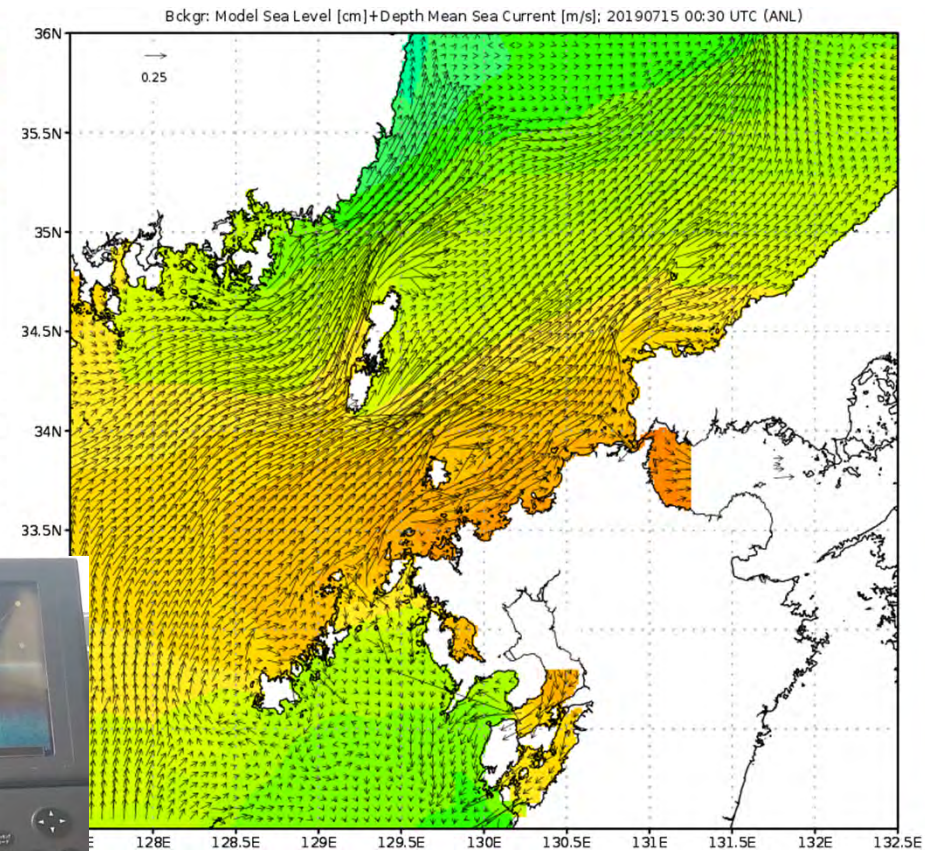 Bckgr: Model Sea Level [cm]+Depth Mean Sea Current [m/s]; 20190715 00:30 UTC (ANL)
36N
0.25
35.5N
35N
34.5N
34N
33.5N
E 128E 128.5E 129E 129.5E 130E 130.5E 131E 131.5E 132E 132.5E